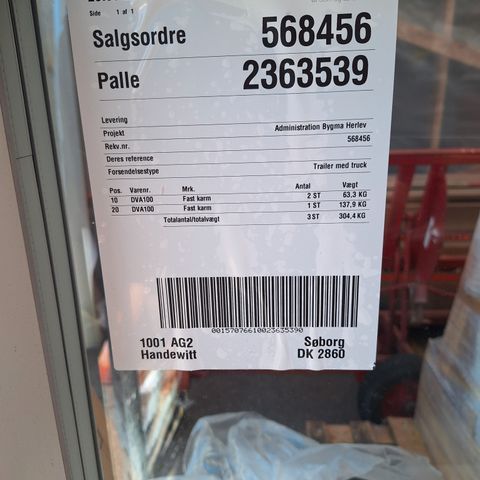 Side 1 af 1
Salgsordre 568456
Palle 2363539
Levering
Projekt Administration Bygma Herlev
Rekv.nr. 568456
Deres reference
Forsendelsestype Trailer med truck
Pos. Varenr. Mrk. Antal Vægt
10 DVA100 Fast karm 2 ST 63,3 KG
20 DVA100 Fast karm 1 ST 137,9 KG
Totalantal/totalvægt 3 ST 304,4 KG
00157076610023635390
1001 AG2 Søborg
Handewitt DK 2860